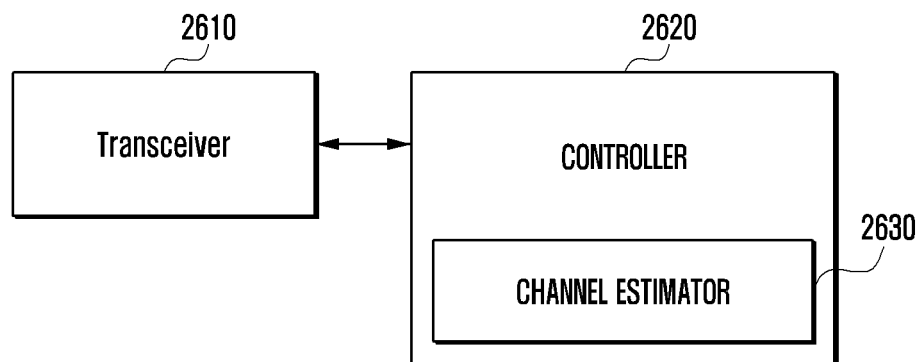 2610
2620
Transceiver
CONTROLLER
2630
CHANNEL ESTIMATOR